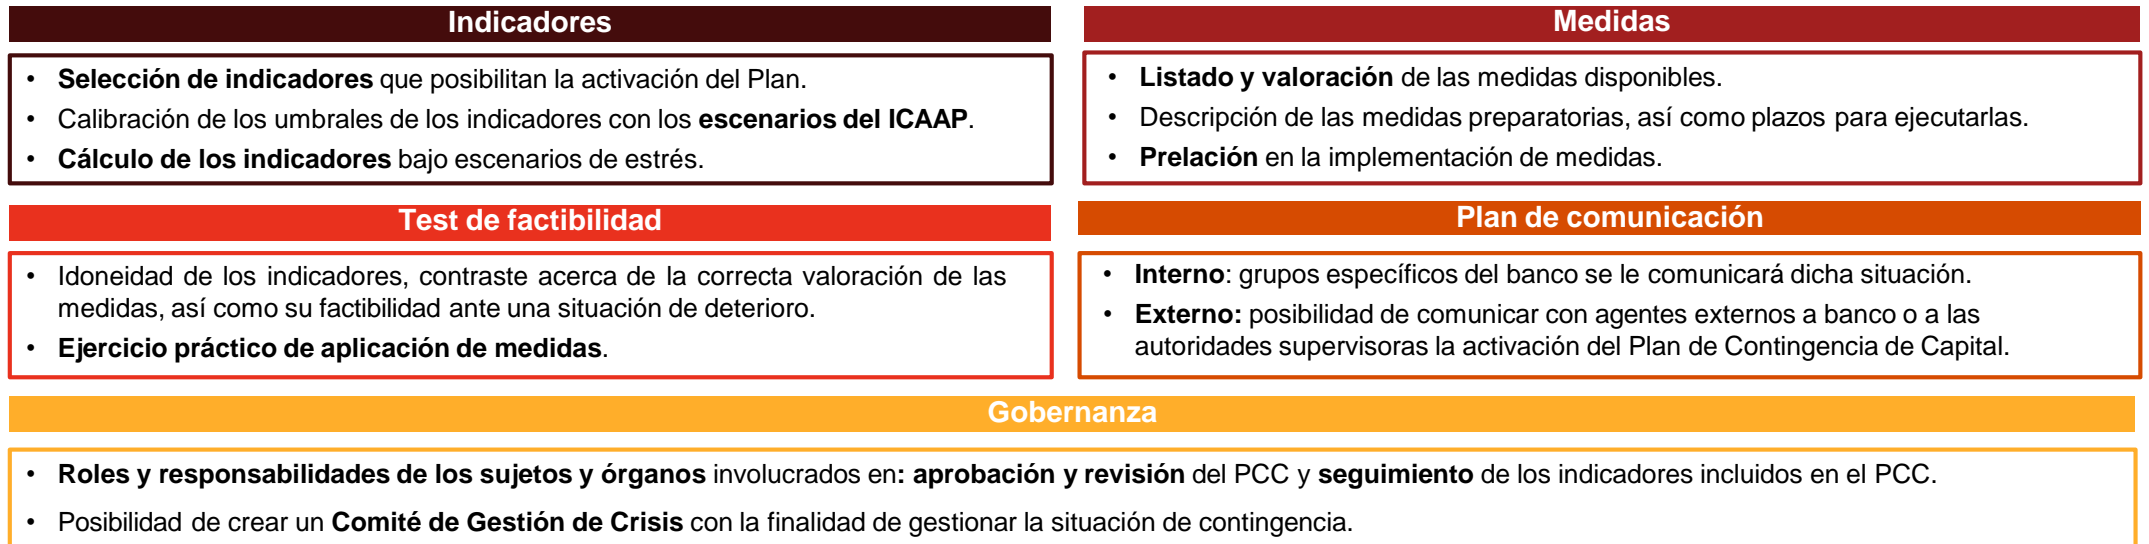 Indicadores
• Selección de indicadores que posibilitan la activación del Plan.
• Calibración de los umbrales de los indicadores con los escenarios del ICAAP.
• Cálculo de los indicadores bajo escenarios de estrés.
Medidas
• Listado y valoración de las medidas disponibles.
• Descripción de las medidas preparatorias, así como plazos para ejecutarlas.
• Prelación en la implementación de medidas.
Test de factibilidad
• Idoneidad de los indicadores, contraste acerca de la correcta valoración de las
medidas, así como su factibilidad ante una situación de deterioro.
• Ejercicio práctico de aplicación de medidas.
Plan de comunicación
• Interno: grupos específicos del banco se le comunicará dicha situación.
• Externo: posibilidad de comunicar con agentes externos a banco o a las
autoridades supervisoras la activación del Plan de Contingencia de Capital.
Gobernanza
• Roles y responsabilidades de los sujetos y órganos involucrados en: aprobación y revisión del PCC y seguimiento de los indicadores incluidos en el PCC.
• Posibilidad de crear un Comité de Gestión de Crisis con la finalidad de gestionar la situación de contingencia.